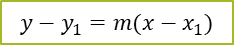 y − y₁ = m(x − x₁)